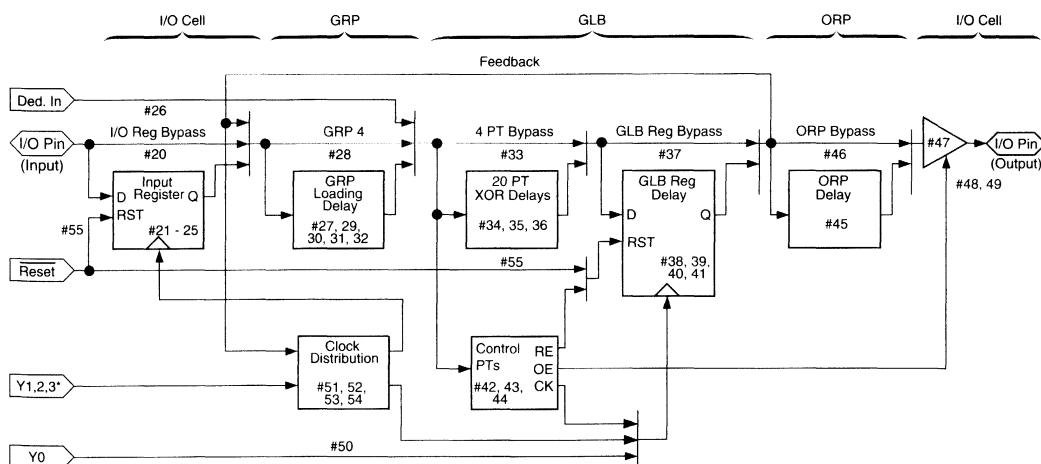 I/O Cell GRP GLB ORP I/O Cell
Feedback
Ded. In
#26
I/O Pin
(Input)
I/O Reg Bypass
#20
GRP 4
#28
4 PT Bypass
#33
GLB Reg Bypass
#37
ORP Bypass
#46
#47
I/O Pin
(Output)
#48, 49
Input
Register
D Q
RST
#21 - 25
#55
GRP
Loading
Delay
#27, 29,
30, 31, 32
20 PT
XOR Delays
#34, 35, 36
GLB Reg
Delay
D Q
RST
#38, 39,
40, 41
ORP
Delay
#45
Reset
#55
Clock
Distribution
#51, 52,
53, 54
Control
PTs
#42, 43,
44
RE
OE
CK
Y1,2,3*
Y0
#50